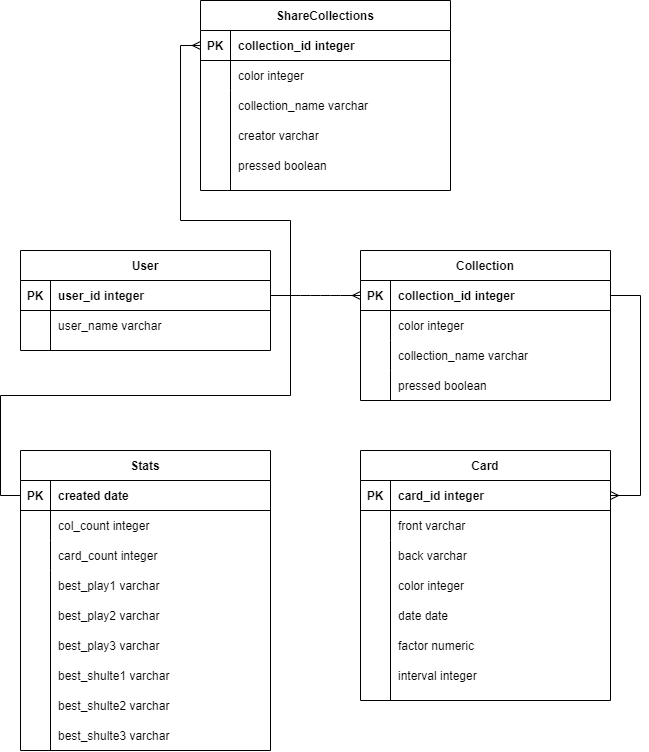 ShareCollections
PK collection_id integer
color integer
collection_name varchar
creator varchar
pressed boolean
User
PK user_id integer
user_name varchar
Collection
PK collection_id integer
color integer
collection_name varchar
pressed boolean
Stats
PK created date
col_count integer
card_count integer
best_play1 varchar
best_play2 varchar
best_play3 varchar
best_shulte1 varchar
best_shulte2 varchar
best_shulte3 varchar
Card
PK card_id integer
front varchar
back varchar
color integer
date date
factor numeric
interval integer